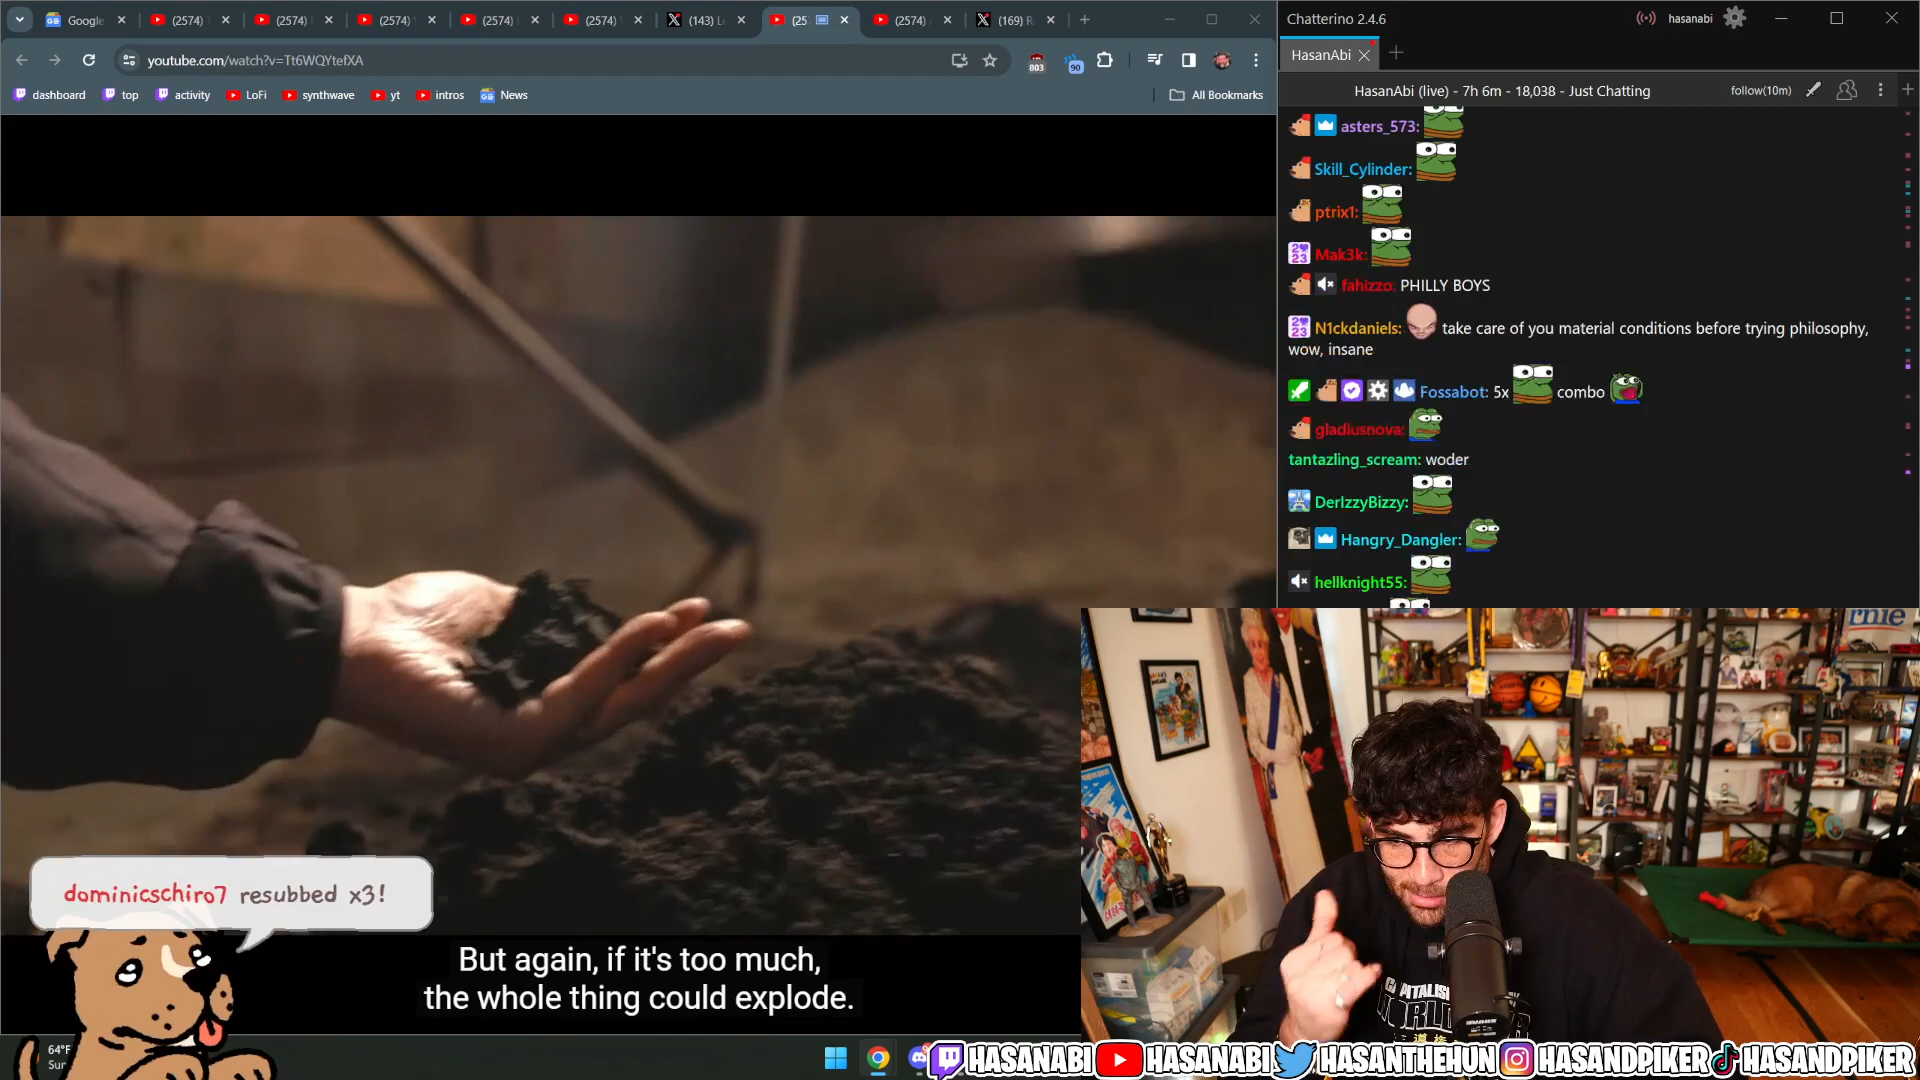 Google
(2574)
(2574)
(2574)
(2574)
(2574)
(143)
(25
(2574)
(169) R
youtube.com/watch?v=Tt6WQYtefXA
803
90
dashboard
top
activity
LoFi
synthwave
yt
intros
News
All Bookmarks
Chatterino 2.4.6
hasanabi
HasanAbi
HasanAbi (live) - 7h 6m - 18,038 - Just Chatting
follow(10m)
asters_573:
Skill_Cylinder:
ptrix1:
Mak3k:
fahizzo: PHILLY BOYS
N1ckdaniels: take care of you material conditions before trying philosophy,
wow, insane
Fossabot: 5x combo
gladiusnova:
tantazling_scream: woder
DerIzzyBizzy:
Hangry_Dangler:
hellknight55:
dominicschiro7 resubbed x3!
But again, if it's too much,
the whole thing could explode.
64°F
HASANABI HASANABI HASANTHEHUN HASANDPIKER HASANDPIKER